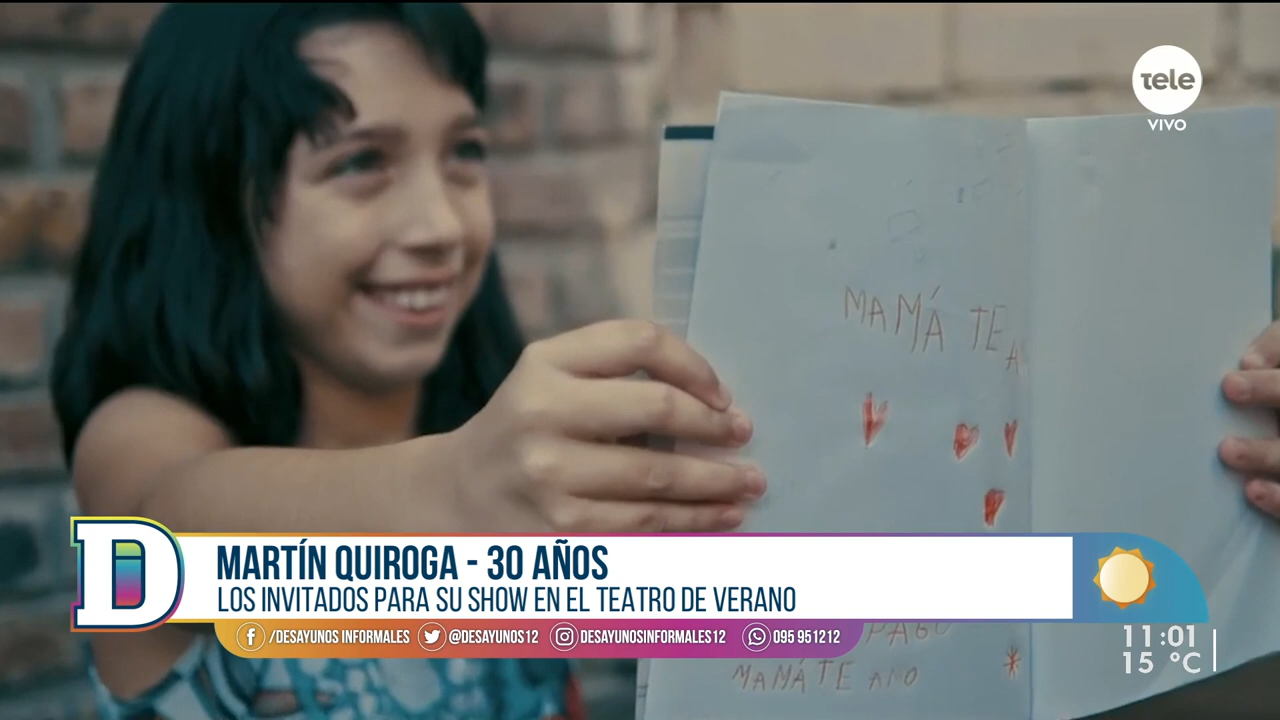 tele
VIVO
MAMÁ TE A
D
MARTÍN QUIROGA - 30 AÑOS
LOS INVITADOS PARA SU SHOW EN EL TEATRO DE VERANO
/DESAYUNOS INFORMALES @DESAYUNOS12 DESAYUNOSINFORMALES12 095 951212
11:01
15 °C
MAMÁ TE AMO